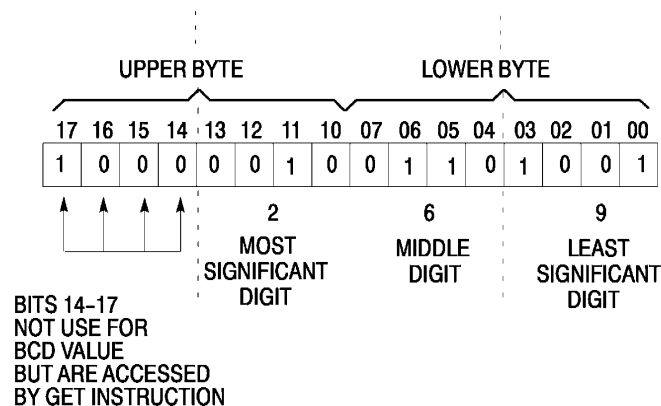 UPPER BYTE LOWER BYTE
17 16 15 14 13 12 11 10 07 06 05 04 03 02 01 00
1 0 0 0 0 0 1 0 0 1 1 0 1 0 0 1
2 6 9
MOST
SIGNIFICANT
DIGIT
MIDDLE
DIGIT
LEAST
SIGNIFICANT
DIGIT
BITS 14–17
NOT USE FOR
BCD VALUE
BUT ARE ACCESSED
BY GET INSTRUCTION